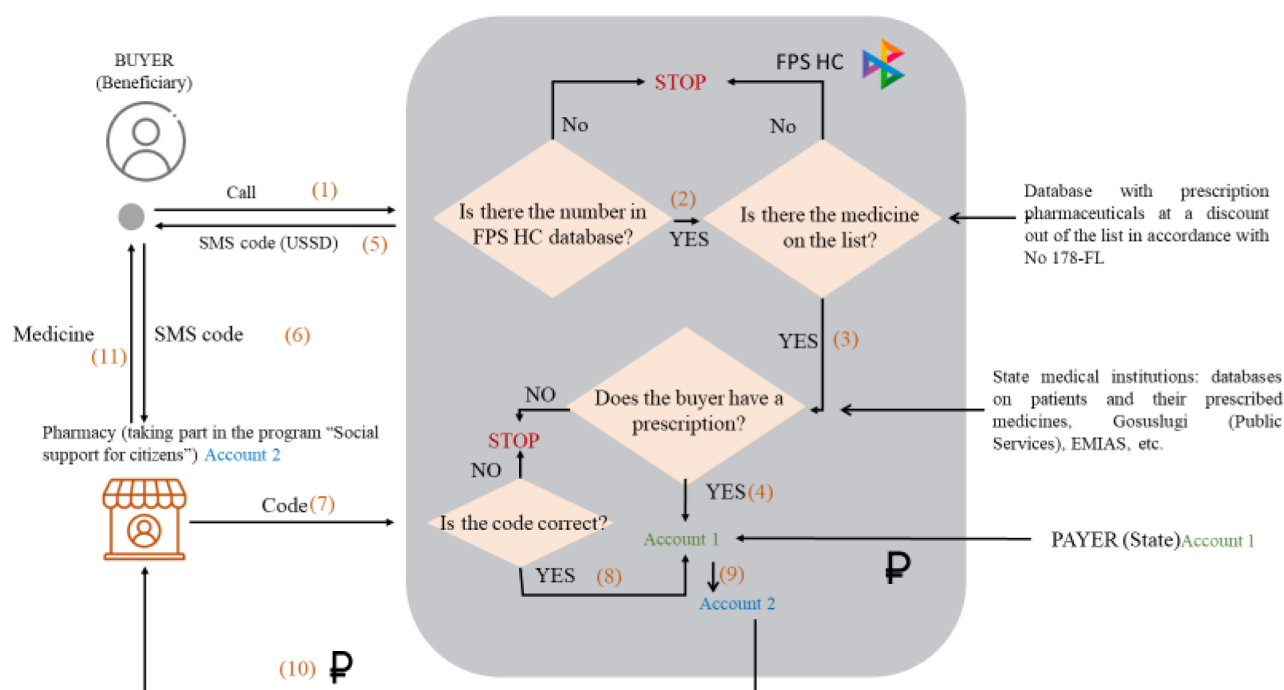 BUYER
(Beneficiary)
FPS HC
STOP
No
No
Call (1)
SMS code (USSD) (5)
Is there the number in
FPS HC database?
(2)
YES
Is there the medicine
on the list?
Database with prescription
pharmaceuticals at a discount
out of the list in accordance with
No 178-FL
Medicine
(11)
SMS code (6)
YES (3)
NO
Does the buyer have a
prescription?
State medical institutions: databases
on patients and their prescribed
medicines, Gosuslugi (Public
Services), EMIAS, etc.
Pharmacy (taking part in the program “Social
support for citizens”) Account 2
STOP
NO
YES (4)
Code (7)
Is the code correct?
Account 1
PAYER (State) Account 1
YES (8)
(9)
₽
Account 2
(10) ₽